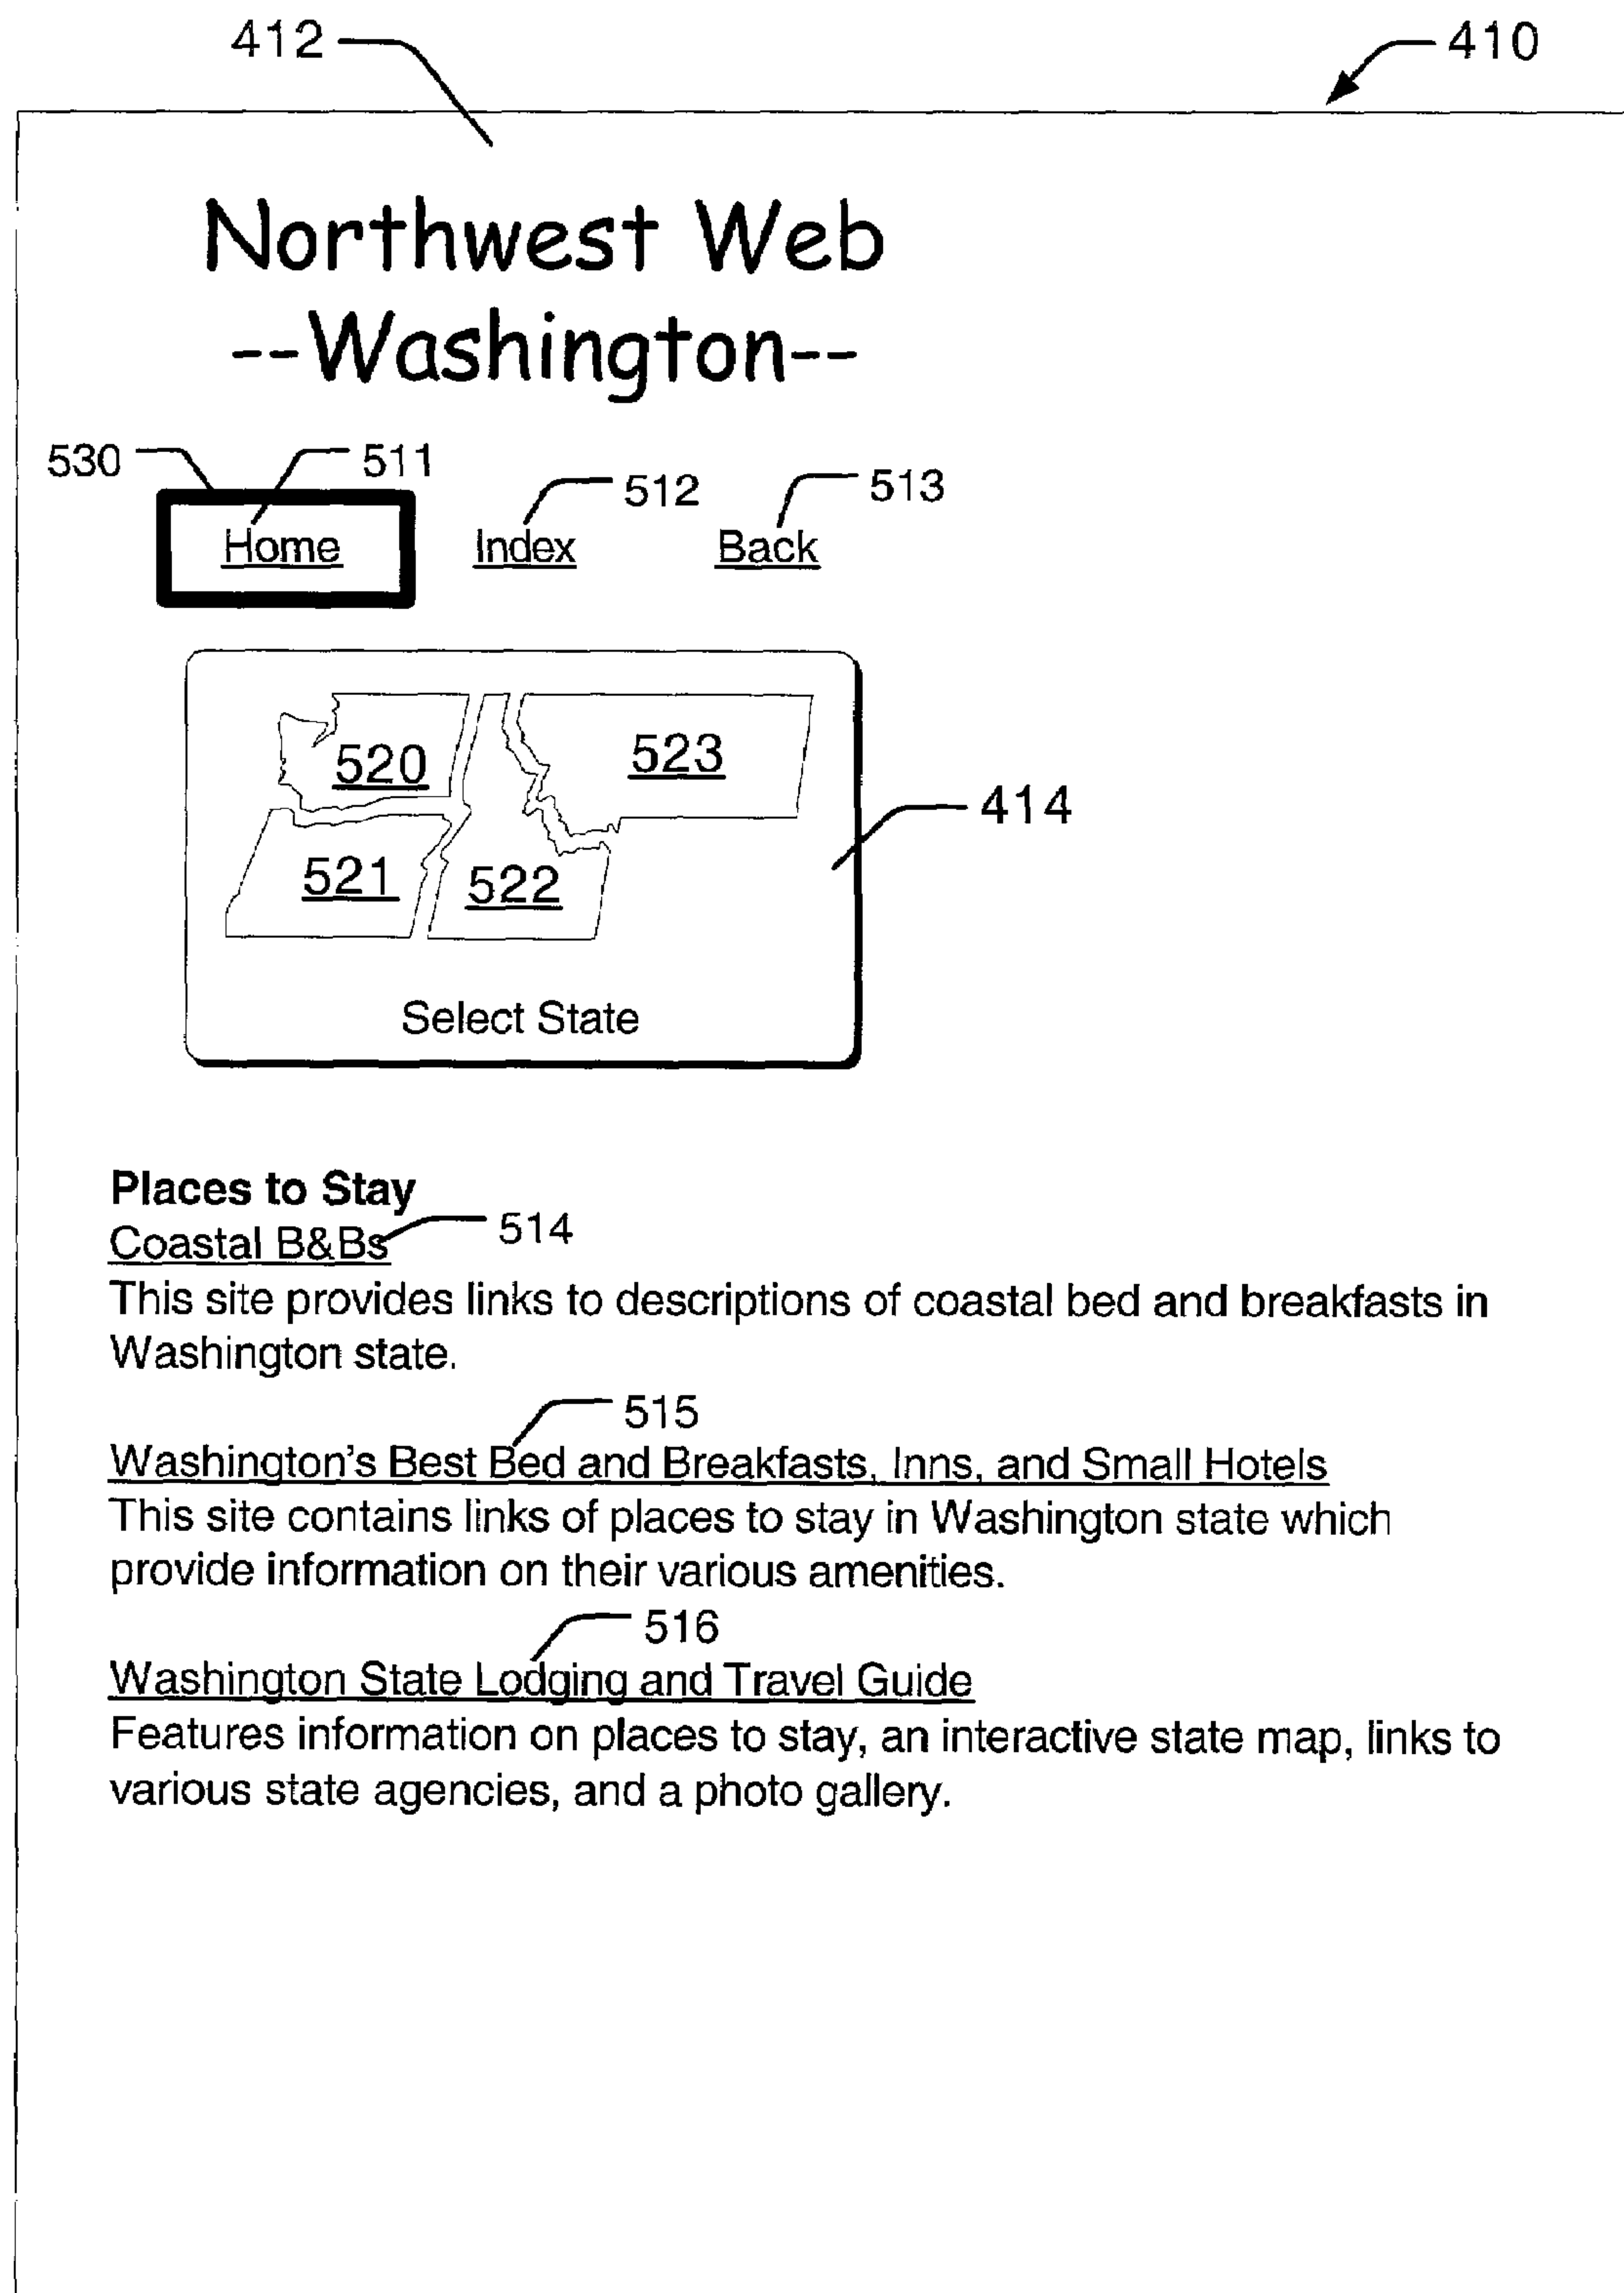 412 410
Northwest Web
--Washington--
530 511 512 513
Home Index Back
520 523
414
521 522
Select State
Places to Stay
Coastal B&Bs 514
This site provides links to descriptions of coastal bed and breakfasts in
Washington state.
515
Washington's Best Bed and Breakfasts, Inns, and Small Hotels
This site contains links of places to stay in Washington state which
provide information on their various amenities.
516
Washington State Lodging and Travel Guide
Features information on places to stay, an interactive state map, links to
various state agencies, and a photo gallery.